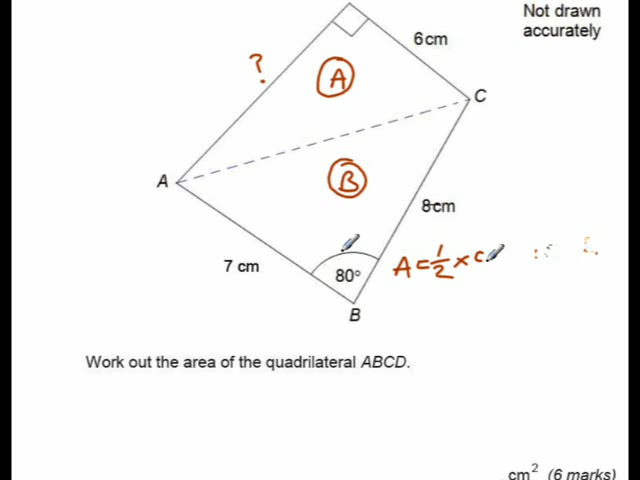 Not drawn
accurately
6cm
?
A
C
A
B
8cm
7 cm
80°
A=½×c
B
Work out the area of the quadrilateral ABCD.
cm² (6 marks)